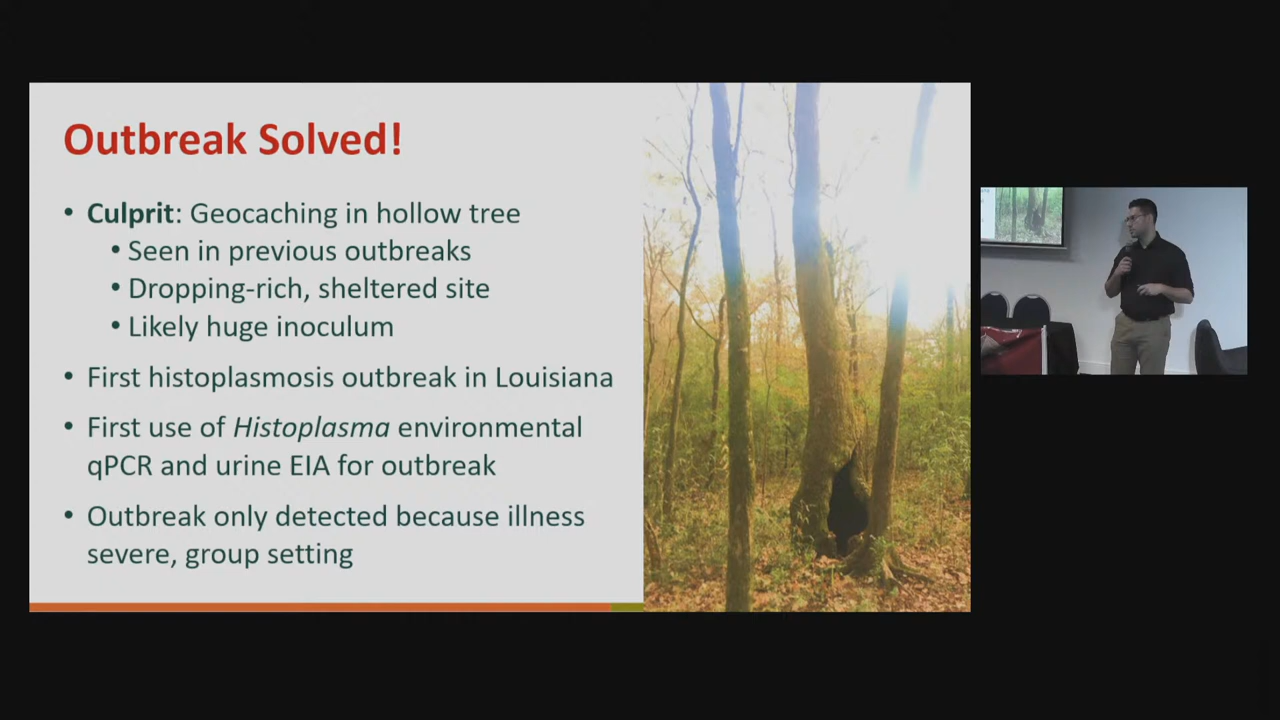 Outbreak Solved!
• Culprit: Geocaching in hollow tree
• Seen in previous outbreaks
• Dropping-rich, sheltered site
• Likely huge inoculum
• First histoplasmosis outbreak in Louisiana
• First use of Histoplasma environmental
qPCR and urine EIA for outbreak
• Outbreak only detected because illness
severe, group setting